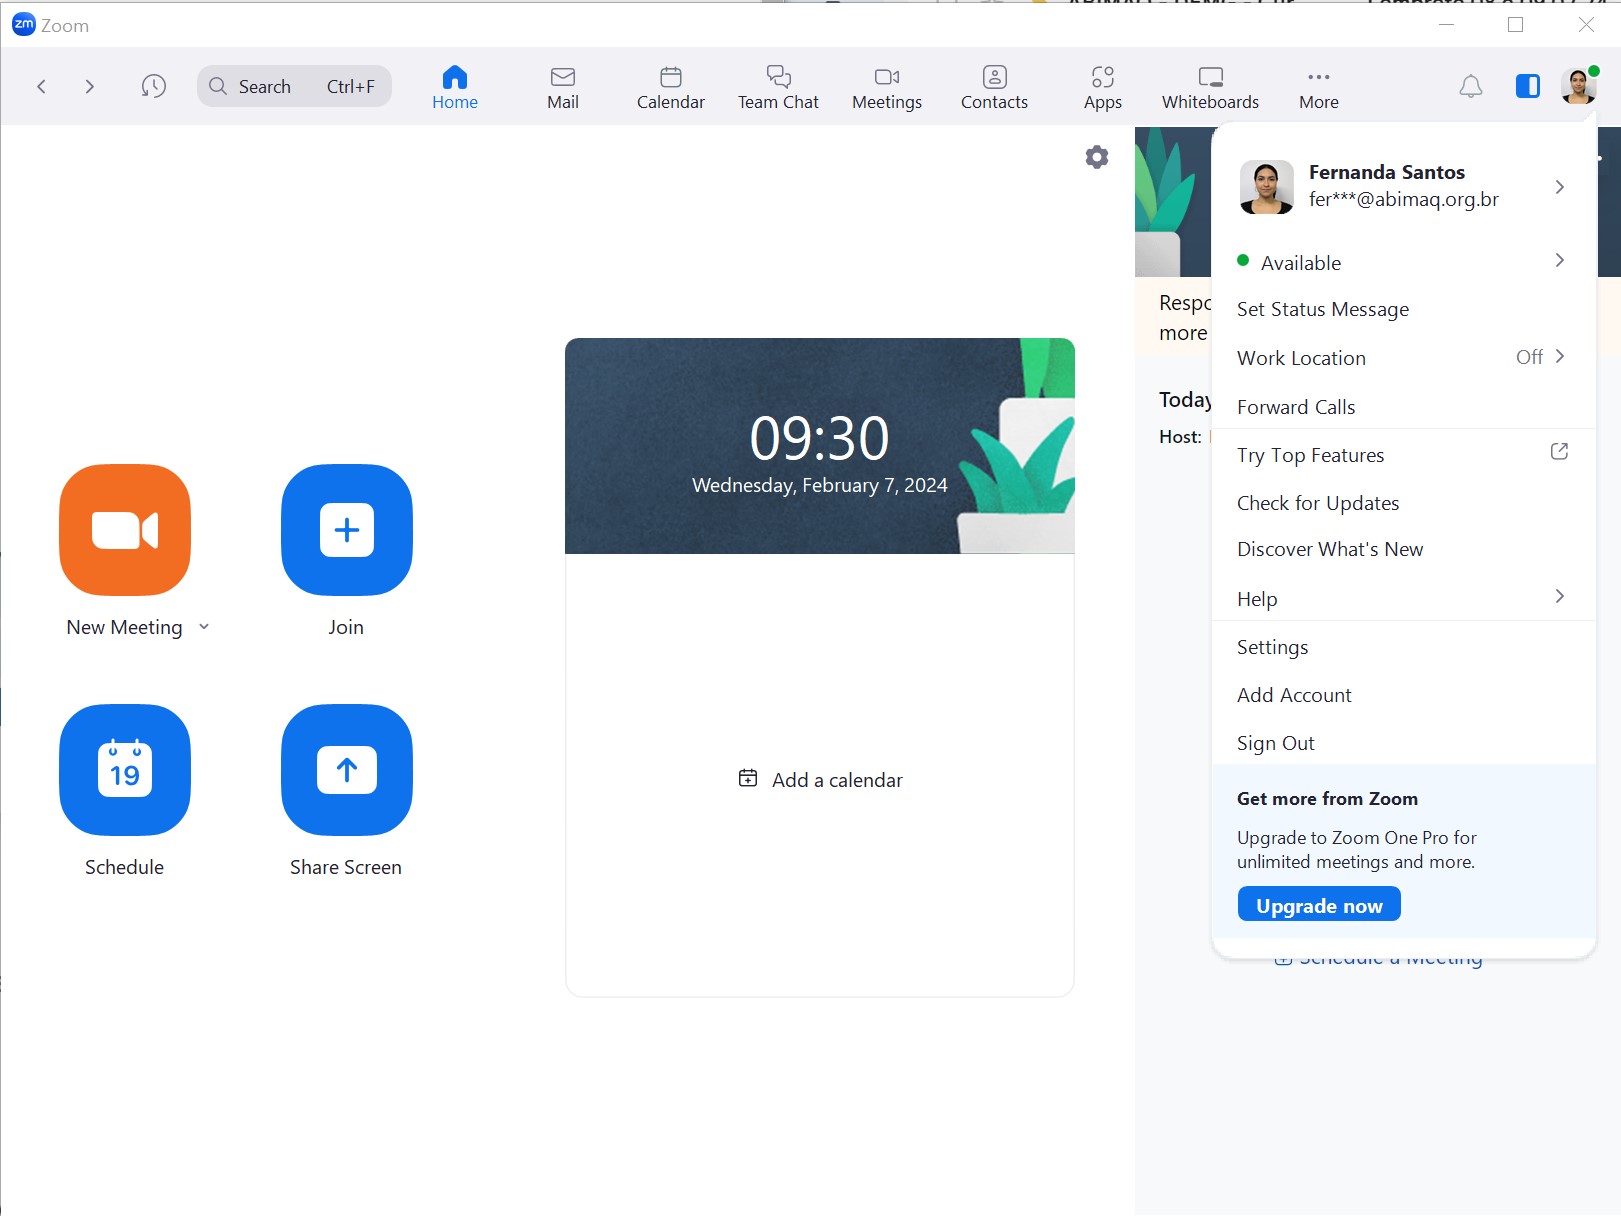 zm Zoom
Search Ctrl+F
Home
Mail
Calendar
Team Chat
Meetings
Contacts
Apps
Whiteboards
More
Fernanda Santos
fer***@abimaq.org.br
Available
Set Status Message
Work Location Off
Forward Calls
Try Top Features
Check for Updates
Discover What's New
Help
Settings
Add Account
Sign Out
Get more from Zoom
Upgrade to Zoom One Pro for
unlimited meetings and more.
Upgrade now
Schedule a Meeting
more
Today
Host:
09:30
Wednesday, February 7, 2024
Add a calendar
New Meeting
Join
19
Schedule
Share Screen